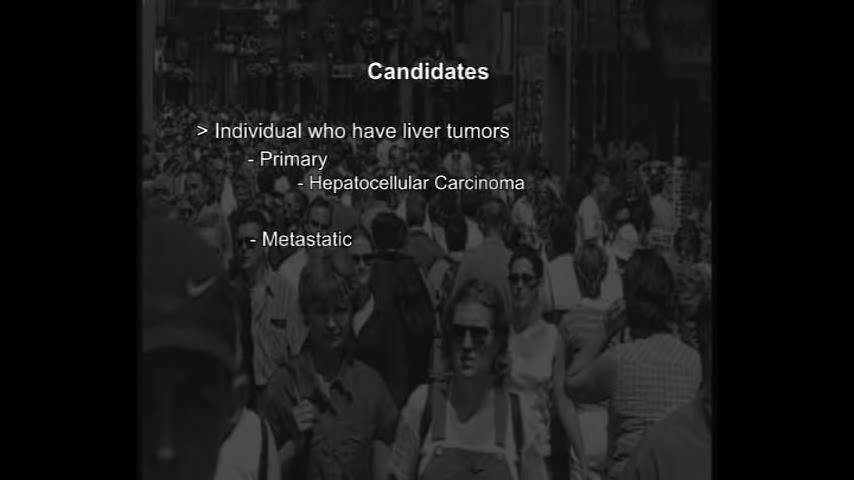 Candidates
> Individual who have liver tumors
- Primary
- Hepatocellular Carcinoma
- Metastatic